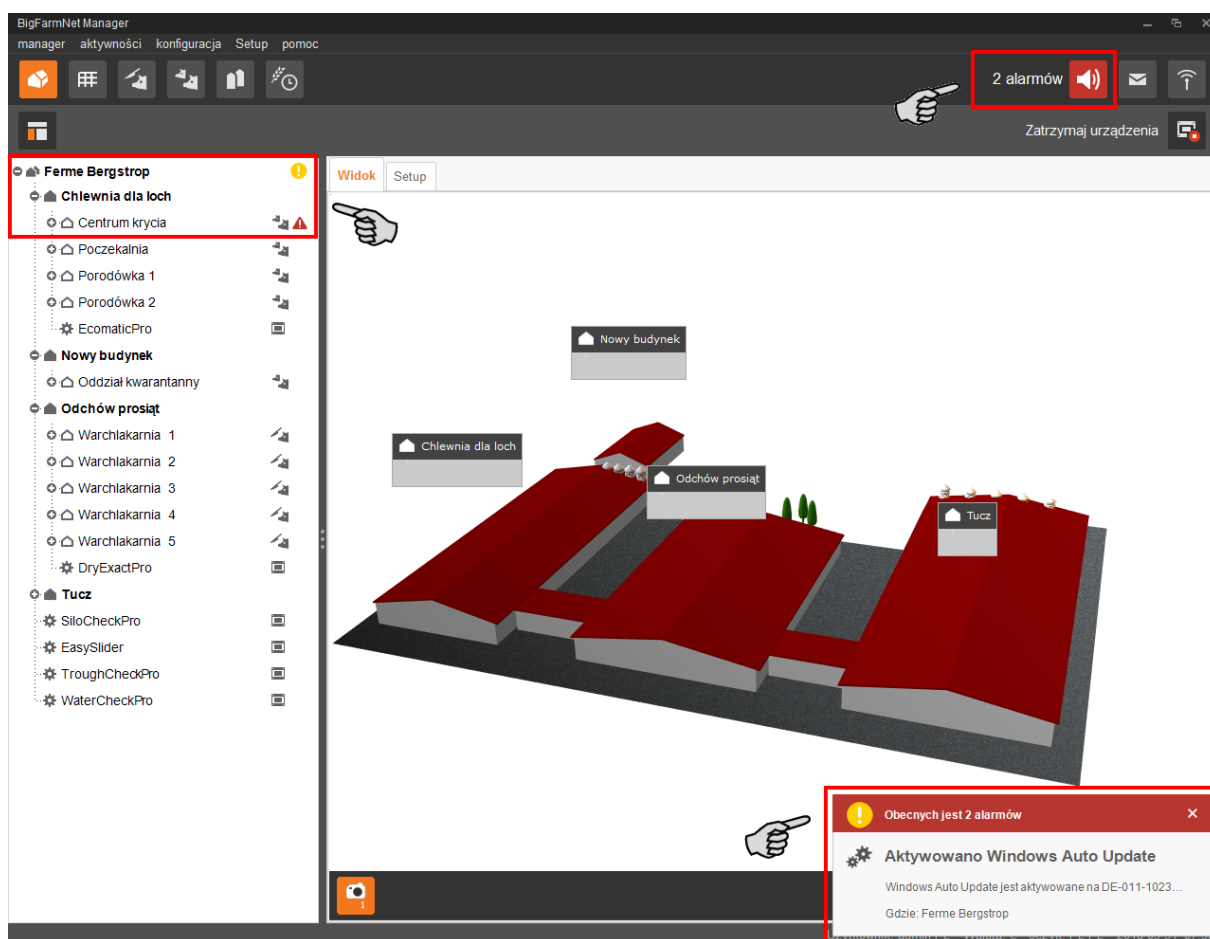 BigFarmNet Manager
manager aktywności konfiguracja Setup pomoc
2 alarmów
Zatrzymaj urządzenia
Ferme Bergstrop
Chlewnia dla loch
Centrum krycia
Poczekalnia
Porodówka 1
Porodówka 2
EcomaticPro
Nowy budynek
Oddział kwarantanny
Odchów prosiąt
Warchlakarnia 1
Warchlakarnia 2
Warchlakarnia 3
Warchlakarnia 4
Warchlakarnia 5
DryExactPro
Tucz
SiloCheckPro
EasySlider
TroughCheckPro
WaterCheckPro
Widok Setup
Nowy budynek
Chlewnia dla loch
Odchów prosiąt
Tucz
1
Obecnych jest 2 alarmów
Aktywowano Windows Auto Update
Windows Auto Update jest aktywowane na DE-011-1023...
Gdzie: Ferme Bergstrop